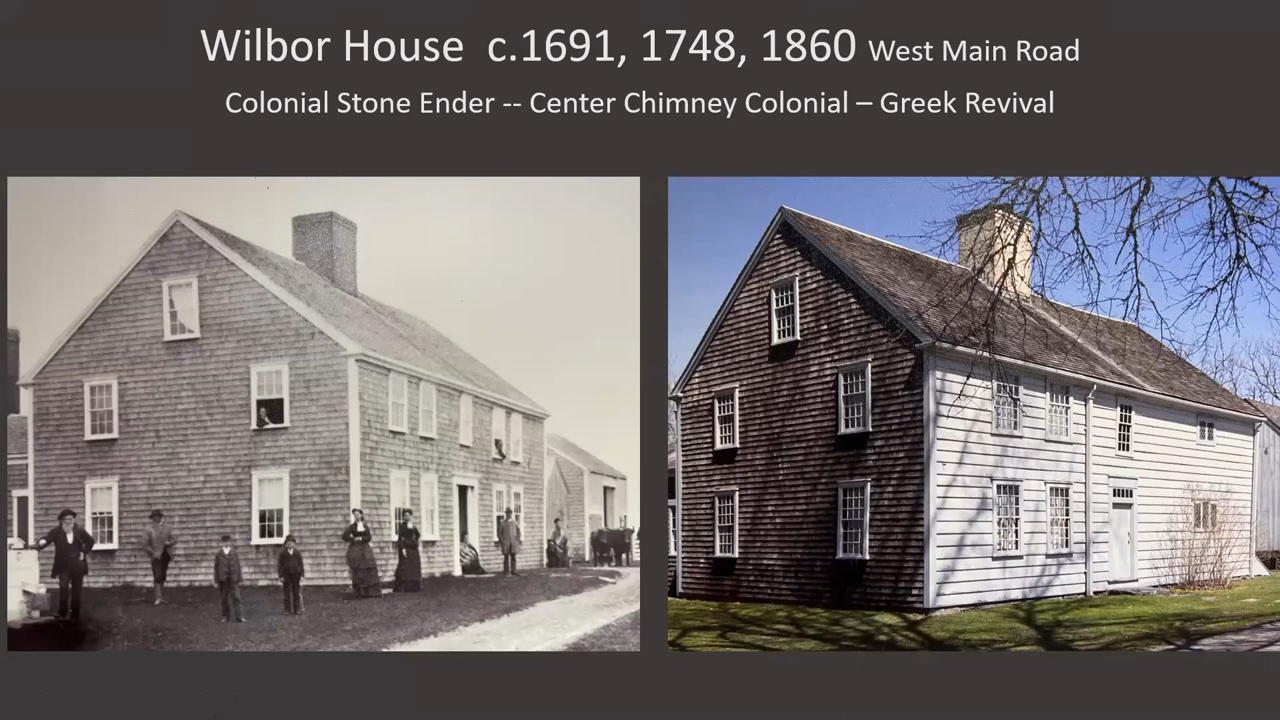 Wilbor House c.1691, 1748, 1860 West Main Road
Colonial Stone Ender -- Center Chimney Colonial – Greek Revival